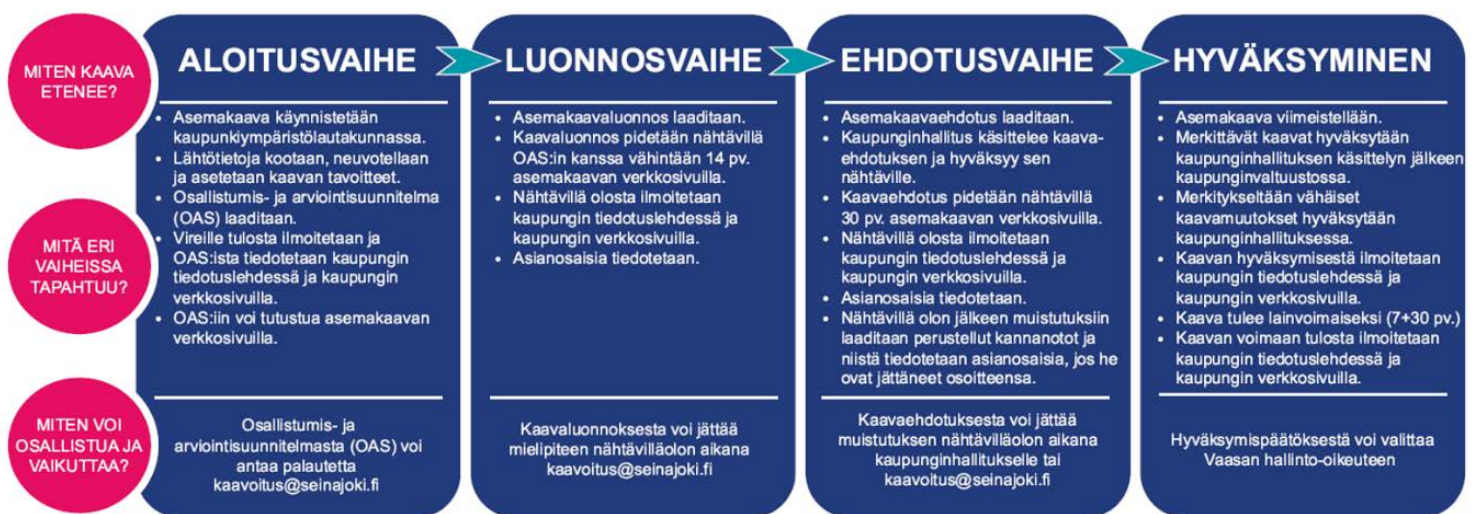 MITEN KAAVA
ETENEE?
MITÄ ERI
VAIHEISSA
TAPAHTUU?
MITEN VOI
OSALLISTUA JA
VAIKUTTAA?
ALOITUSVAIHE
• Asemakaava käynnistetään
kaupunkiympäristölautakunnassa.
• Lähtötietoja kootaan, neuvotellaan
ja asetetaan kaavan tavoitteet.
• Osallistumis- ja arviointisuunnitelma
(OAS) laaditaan.
• Vireille tulosta ilmoitetaan ja
OAS:ista tiedotetaan kaupungin
tiedotuslehdessä ja kaupungin
verkkosivuilla.
• OAS:iin voi tutustua asemakaavan
verkkosivuilla.
Osallistumis- ja
arviointisuunnitelmasta (OAS) voi
antaa palautetta
kaavoitus@seinajoki.fi
LUONNOSVAIHE
• Asemakaavaluonnos laaditaan.
• Kaavaluonnos pidetään nähtävillä
OAS:in kanssa vähintään 14 pv.
asemakaavan verkkosivuilla.
• Nähtävillä olosta ilmoitetaan
kaupungin tiedotuslehdessä ja
kaupungin verkkosivuilla.
• Asianosaisia tiedotetaan.
Kaavaluonnoksesta voi jättää
mielipiteen nähtävilläolon aikana
kaavoitus@seinajoki.fi
EHDOTUSVAIHE
• Asemakaavaehdotus laaditaan.
• Kaupunginhallitus käsittelee kaava-
ehdotuksen ja hyväksyy sen
nähtäville.
• Kaavaehdotus pidetään nähtävillä
30 pv. asemakaavan verkkosivuilla.
• Nähtävillä olosta ilmoitetaan
kaupungin tiedotuslehdessä ja
kaupungin verkkosivuilla.
• Asianosaisia tiedotetaan.
• Nähtävillä olon jälkeen muistutuksiin
laaditaan perustellut kannanotot ja
niistä tiedotetaan asianosaisia, jos he
ovat jättäneet osoitteensa.
Kaavaehdotuksesta voi jättää
muistutuksen nähtävilläolon aikana
kaupunginhallitukselle tai
kaavoitus@seinajoki.fi
HYVÄKSYMINEN
• Asemakaava viimeistellään.
• Merkittävät kaavat hyväksytään
kaupunginhallituksen käsittelyn jälkeen
kaupunginvaltuustossa.
• Merkitykseltään vähäiset
kaavamuutokset hyväksytään
kaupunginhallituksessa.
• Kaavan hyväksymisestä ilmoitetaan
kaupungin tiedotuslehdessä ja
kaupungin verkkosivuilla.
• Kaava tulee lainvoimaiseksi (7+30 pv.)
• Kaavan voimaan tulosta ilmoitetaan
kaupungin tiedotuslehdessä ja
kaupungin verkkosivuilla.
Hyväksymispäätöksestä voi valittaa
Vaasan hallinto-oikeuteen